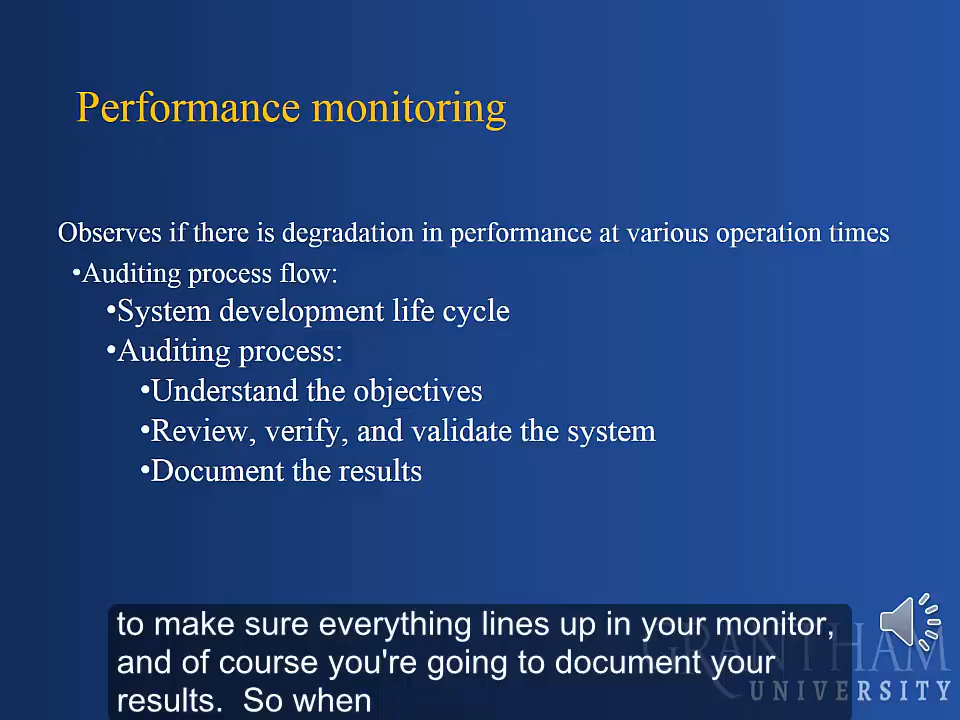 Performance monitoring
Observes if there is degradation in performance at various operation times
•Auditing process flow:
•System development life cycle
•Auditing process:
•Understand the objectives
•Review, verify, and validate the system
•Document the results
to make sure everything lines up in your monitor,
and of course you're going to document your
results.  So when
GRANTHAM
UNIVERSITY